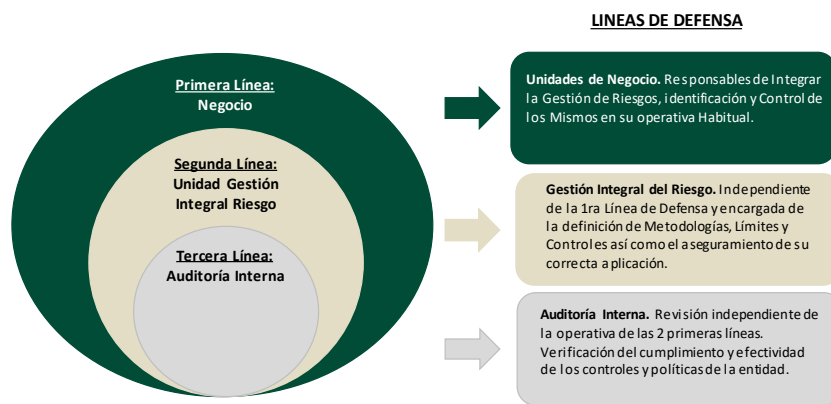 LINEAS DE DEFENSA
Primera Línea:
Negocio
Segunda Línea:
Unidad Gestión
Integral Riesgo
Tercera Línea:
Auditoría Interna
Unidades de Negocio. Responsables de Integrar
la Gestión de Riesgos, identificación y Control de
los Mismos en su operativa Habitual.
Gestión Integral del Riesgo. Independiente
de la 1ra Línea de Defensa y encargada de
la definición de Metodologías, Límites y
Controles así como el aseguramiento de su
correcta aplicación.
Auditoría Interna. Revisión independiente de
la operativa de las 2 primeras líneas.
Verificación del cumplimiento y efectividad
de los controles y políticas de la entidad.